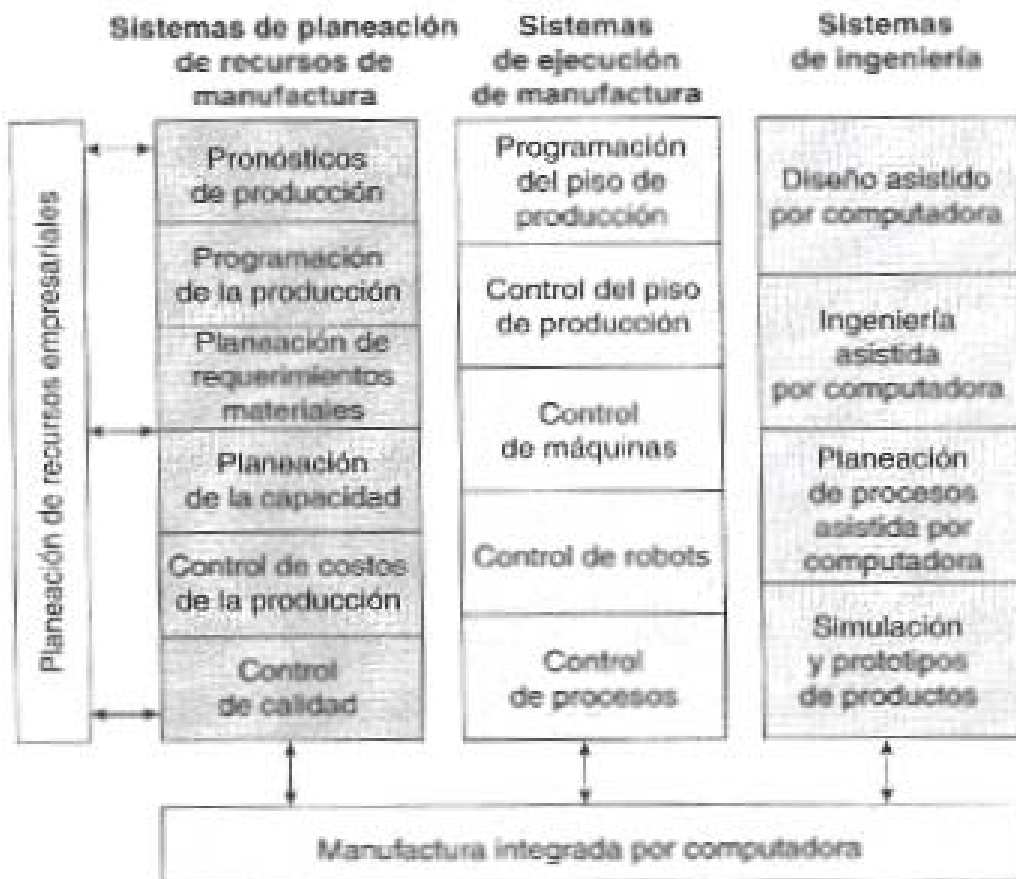 Sistemas de planeación
de recursos de
manufactura
Sistemas
de ejecución
de manufactura
Sistemas
de ingeniería
Planeación de recursos empresariales
Pronósticos
de producción
Programación
de la producción
Planeación de
requerimientos
materiales
Planeación
de la capacidad
Control de costos
de la producción
Control
de calidad
Programación
del piso de
producción
Control del piso
de producción
Control
de máquinas
Control de robots
Control
de procesos
Diseño asistido
por computadora
Ingeniería
asistida
por computadora
Planeación
de procesos
asistida por
computadora
Simulación
y prototipos
de productos
Manufactura integrada por computadora